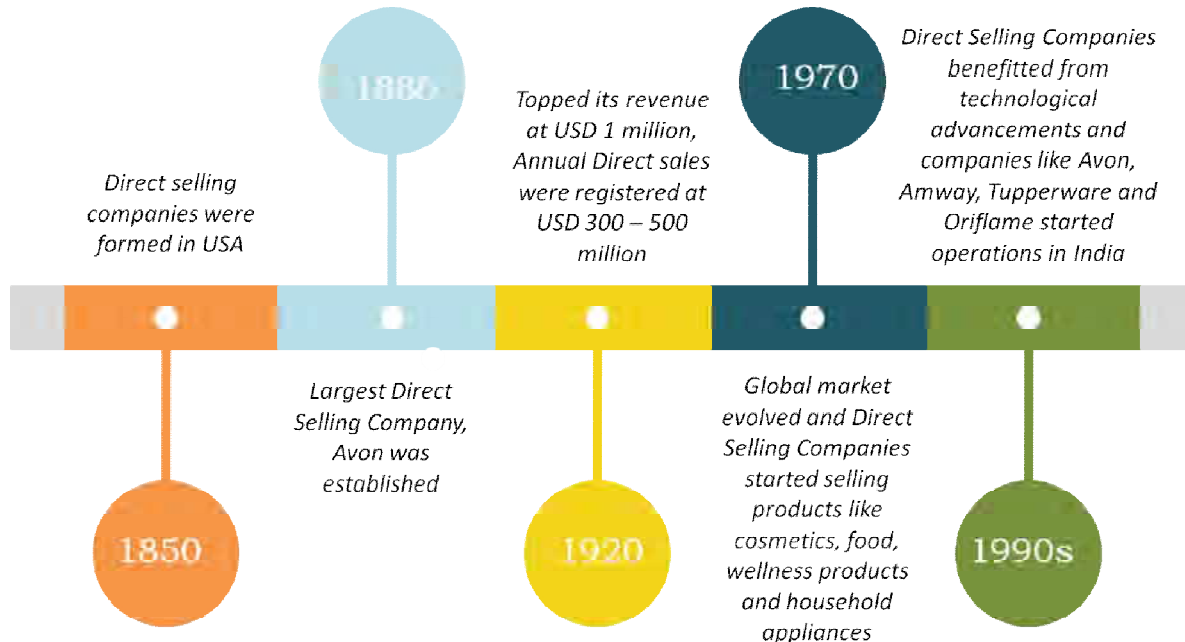 Direct selling
companies were
formed in USA
1850
1886
Largest Direct
Selling Company,
Avon was
established
Topped its revenue
at USD 1 million,
Annual Direct sales
were registered at
USD 300 – 500
million
1920
1970
Global market
evolved and Direct
Selling Companies
started selling
products like
cosmetics, food,
wellness products
and household
appliances
Direct Selling Companies
benefitted from
technological
advancements and
companies like Avon,
Amway, Tupperware and
Oriflame started
operations in India
1990s